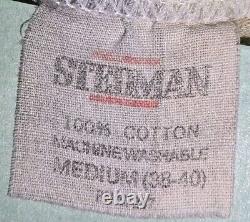 STEDMAN
100% COTTON
MACHINE WASHABLE
MEDIUM (38-40)